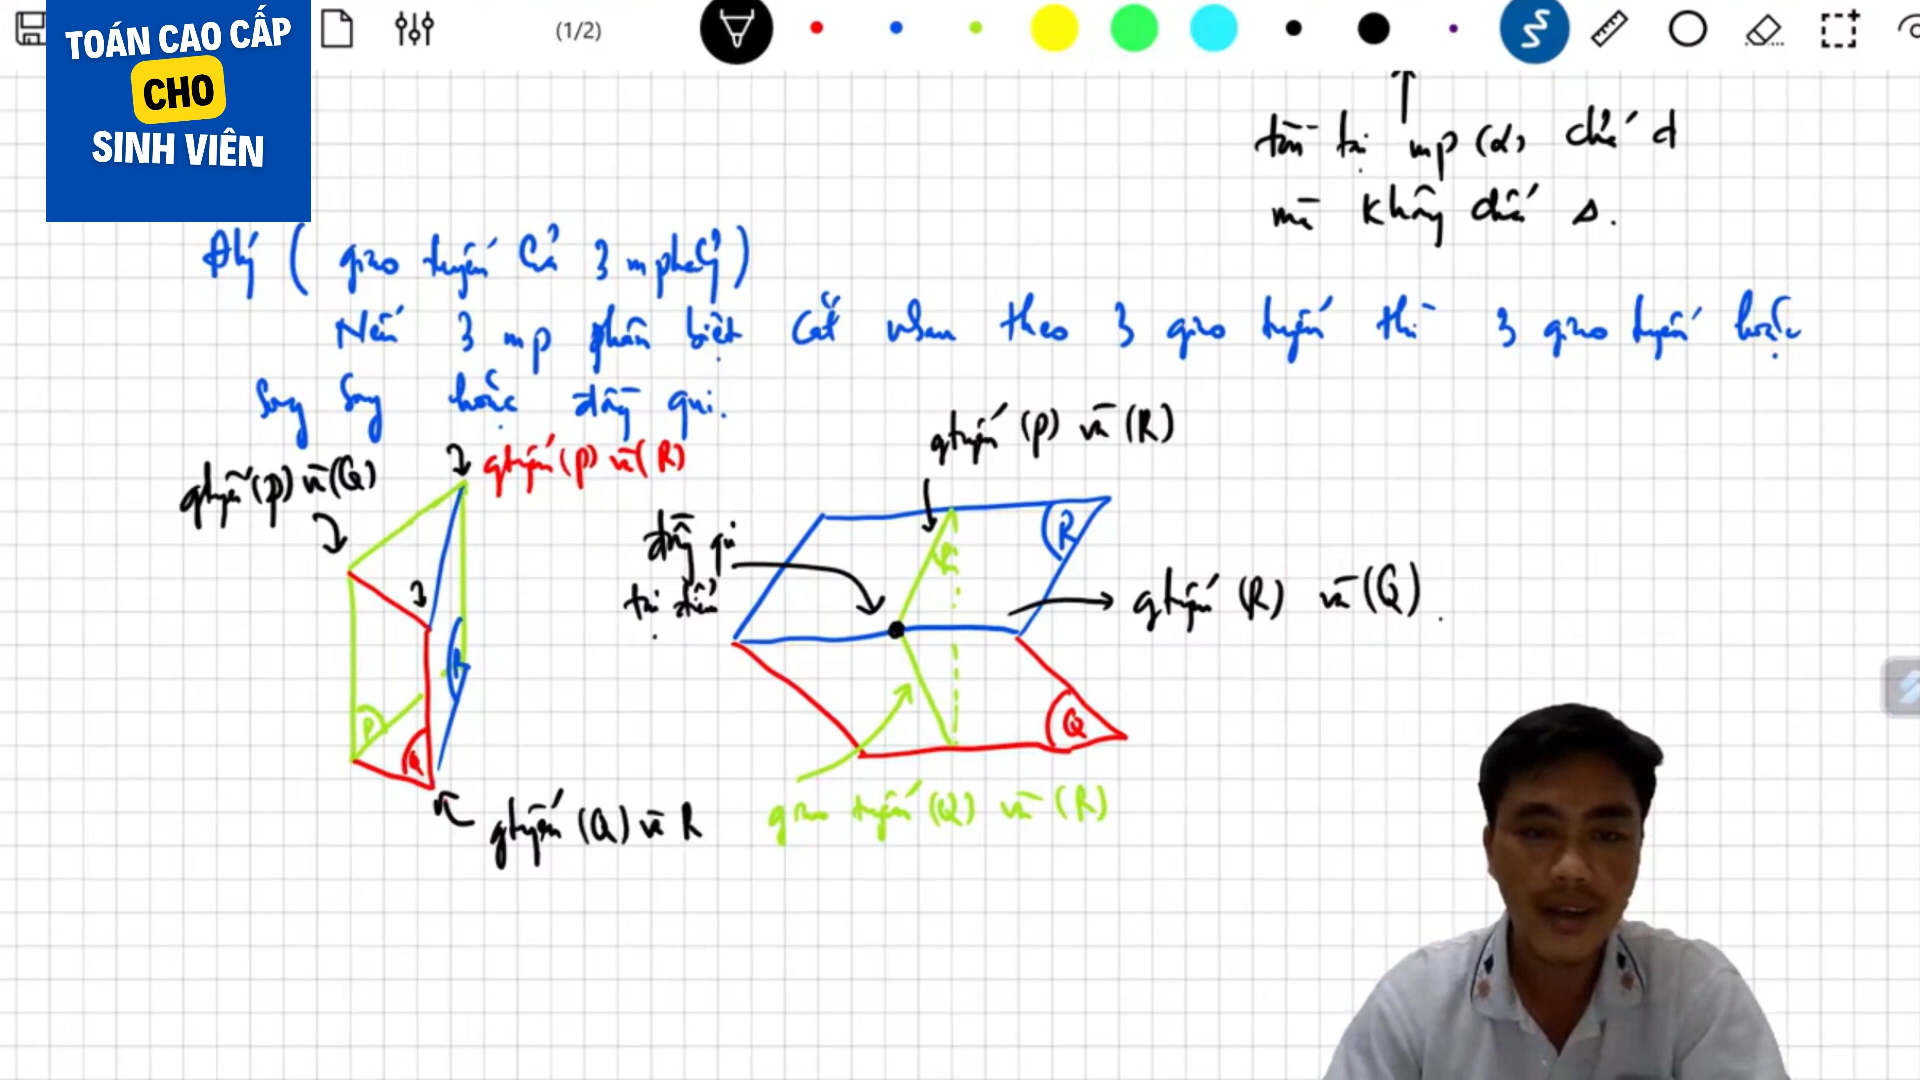 TOÁN CAO CẤP
CHO
SINH VIÊN
(1/2)
tồn tại mp (α) chứa d
mà không chứa Δ.
Đlý ( giao tuyến của 3 mphẳng )
Nếu 3 mp phân biệt cắt nhau theo 3 giao tuyến thì 3 giao tuyến hoặc
song song hoặc đồng qui.
gtuyến (P) và (R)
gtuyến (P) và (Q)
gtuyến (P) và (R)
đồng qui
tại điểm
R
P
R
gtuyến (R) và (Q).
P
Q
Q
giao tuyến (Q) và (R)
gtuyến (Q) và R